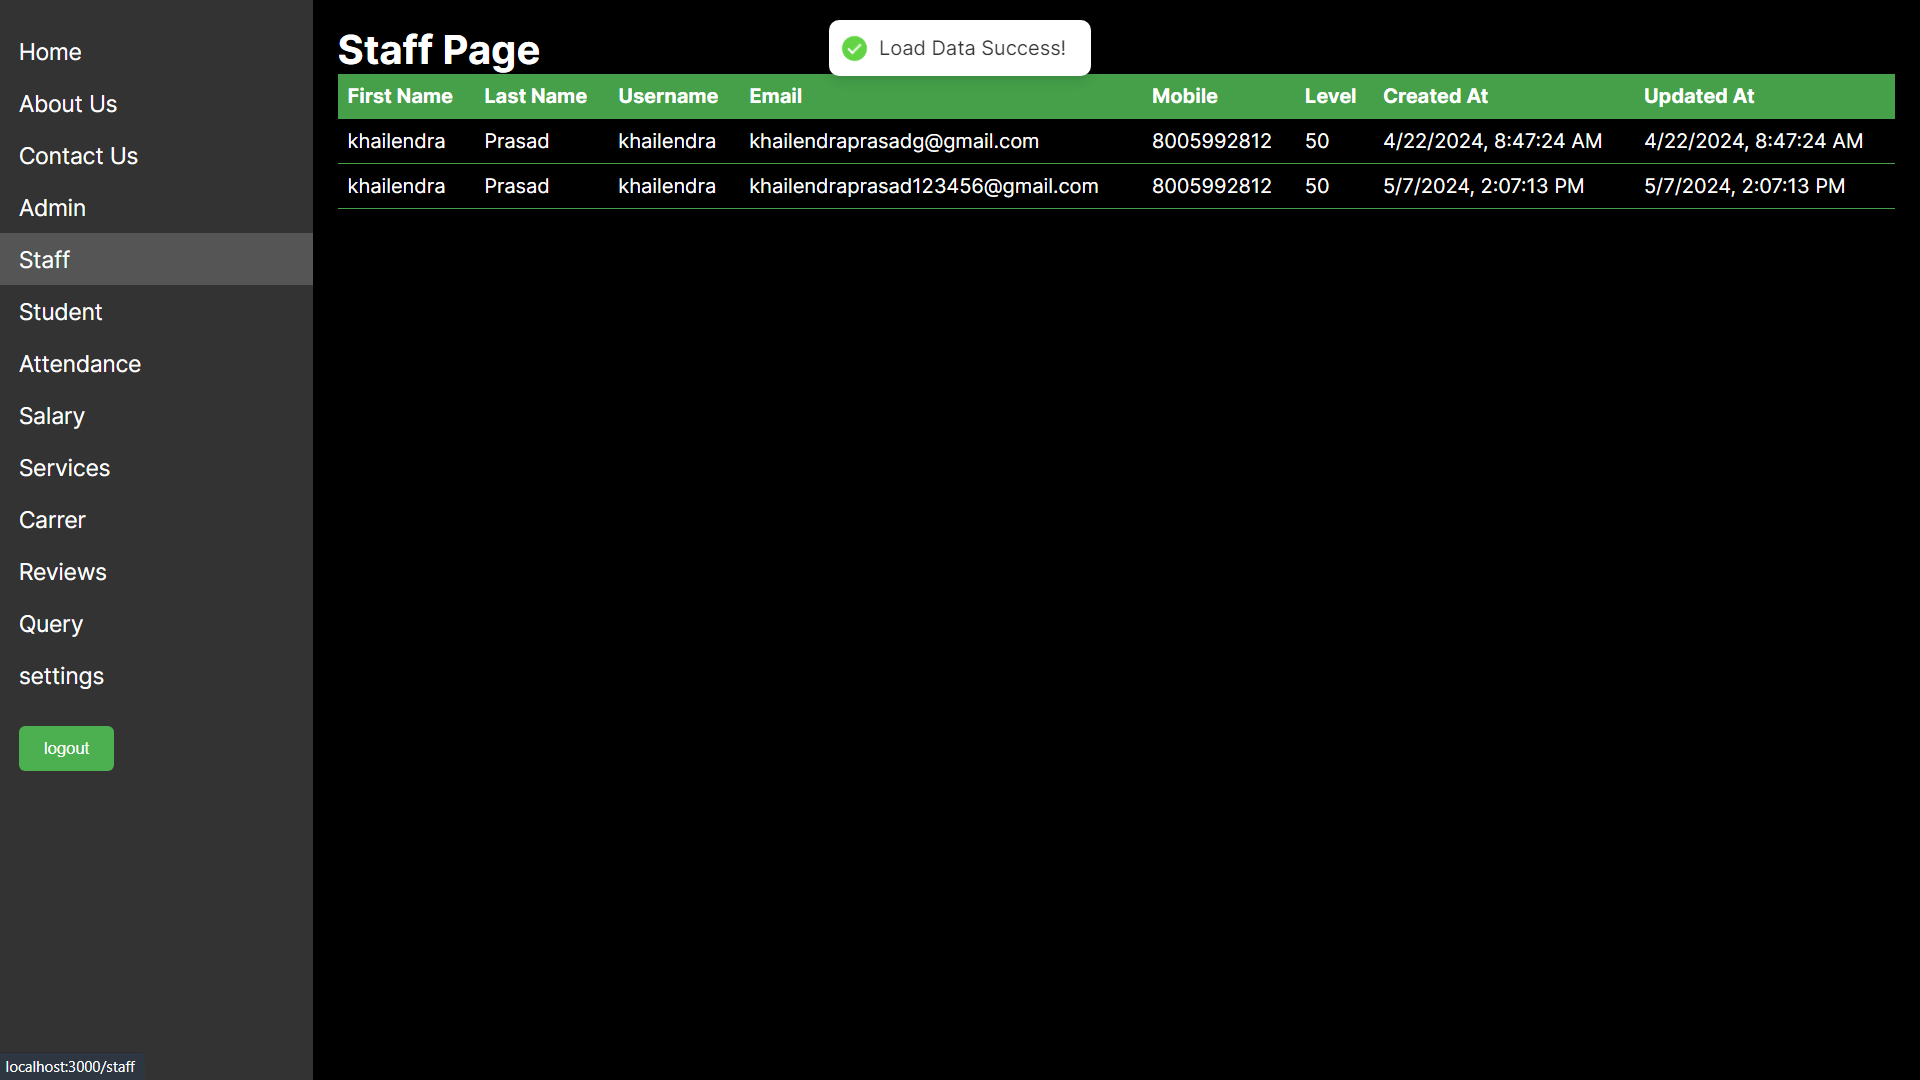 Home
About Us
Contact Us
Admin
Staff
Student
Attendance
Salary
Services
Carrer
Reviews
Query
settings
logout
localhost:3000/staff
Staff Page
Load Data Success!
First Name Last Name Username Email Mobile Level Created At Updated At
khailendra Prasad khailendra khailendraprasadg@gmail.com 8005992812 50 4/22/2024, 8:47:24 AM 4/22/2024, 8:47:24 AM
khailendra Prasad khailendra khailendraprasad123456@gmail.com 8005992812 50 5/7/2024, 2:07:13 PM 5/7/2024, 2:07:13 PM